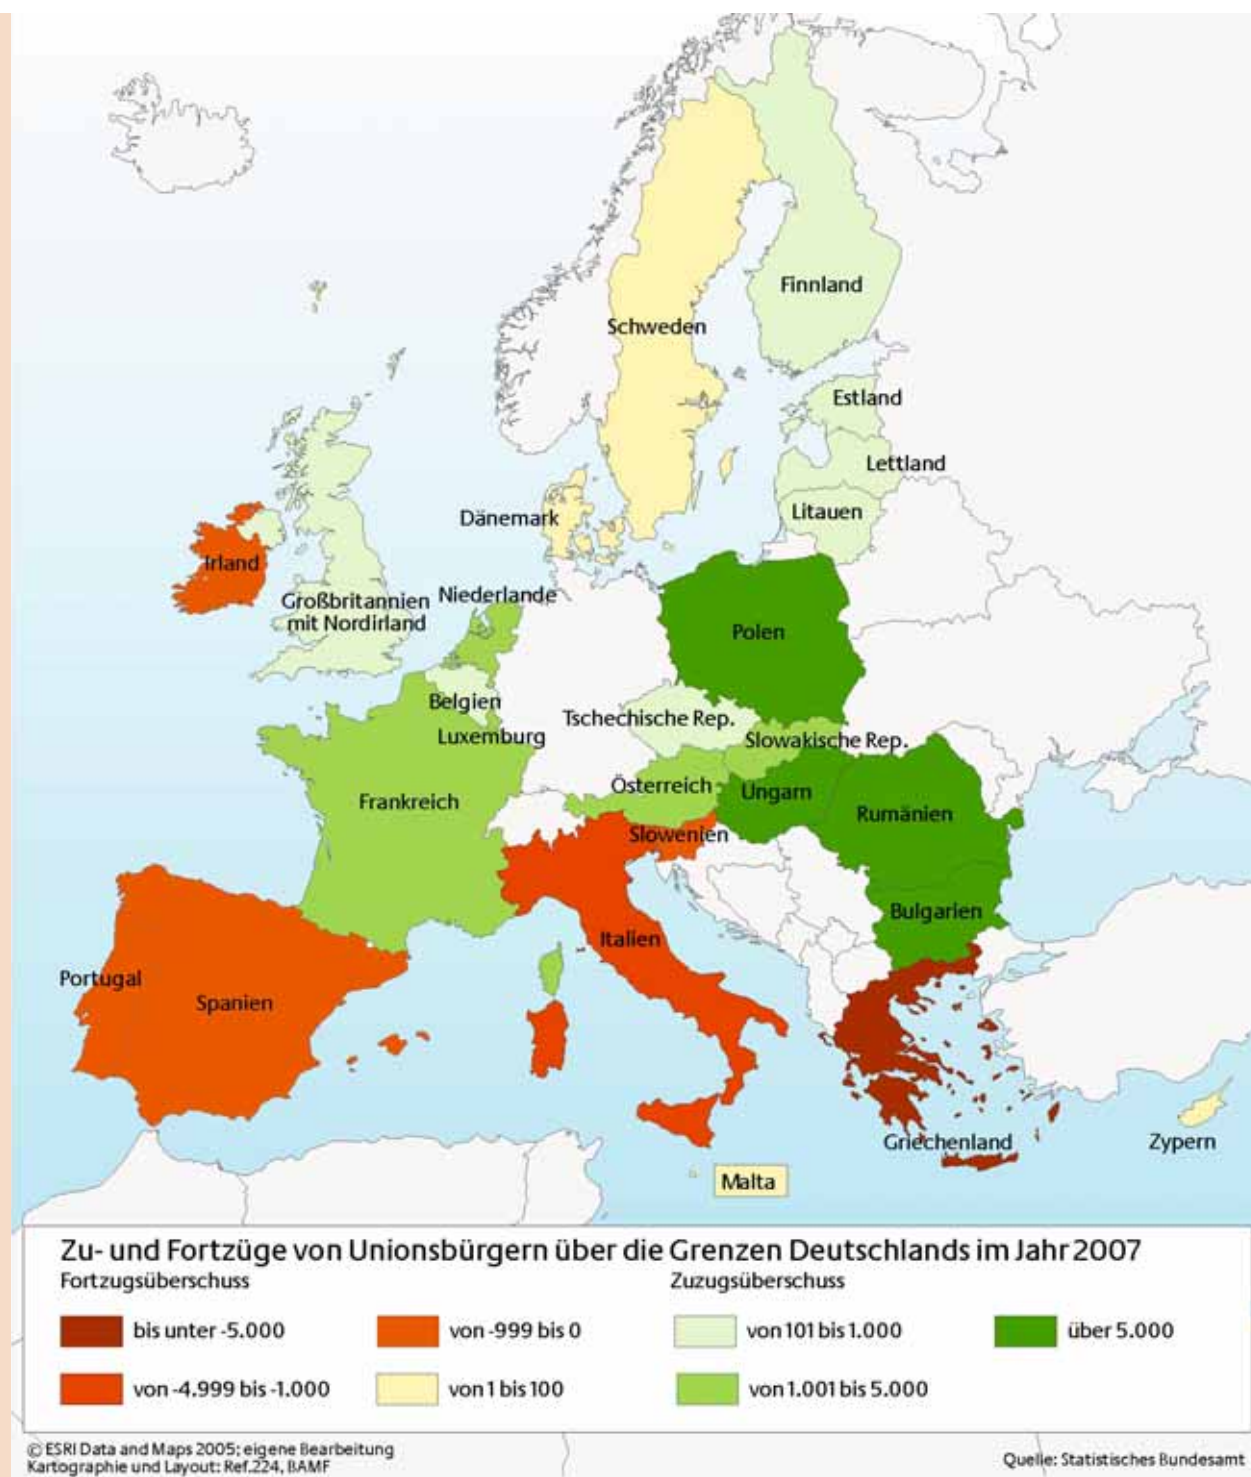 Finnland
Schweden
Estland
Lettland
Litauen
Dänemark
Irland
Großbritannien
mit Nordirland
Niederlande
Polen
Belgien
Tschechische Rep.
Luxemburg
Slowakische Rep.
Österreich
Ungarn
Frankreich
Rumänien
Slowenien
Bulgarien
Italien
Portugal
Spanien
Griechenland
Zypern
Malta
Zu- und Fortzüge von Unionsbürgern über die Grenzen Deutschlands im Jahr 2007
Fortzugsüberschuss Zuzugsüberschuss
bis unter -5.000 von -999 bis 0 von 101 bis 1.000 über 5.000
von -4.999 bis -1.000 von 1 bis 100 von 1.001 bis 5.000
© ESRI Data and Maps 2005; eigene Bearbeitung
Kartographie und Layout: Ref.224, BAMF
Quelle: Statistisches Bundesamt